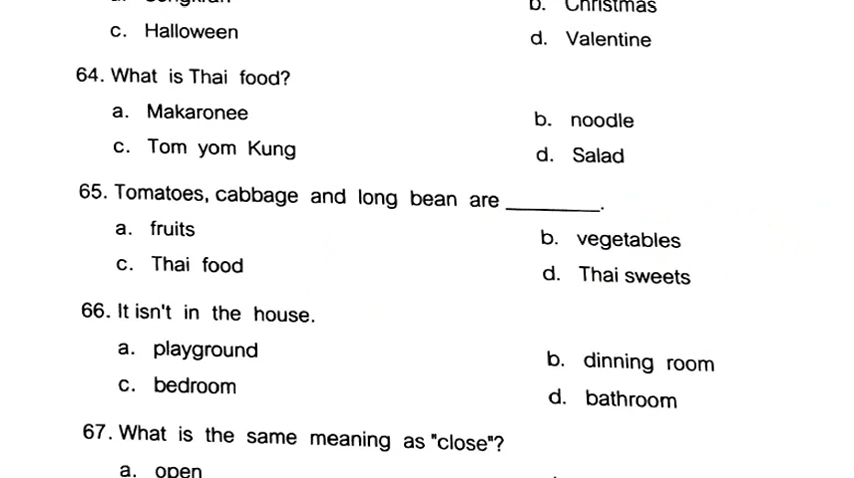 a. Songkran b. Christmas
c. Halloween d. Valentine
64. What is Thai food?
a. Makaronee b. noodle
c. Tom yom Kung d. Salad
65. Tomatoes, cabbage and long bean are ________.
a. fruits b. vegetables
c. Thai food d. Thai sweets
66. It isn't in the house.
a. playground b. dinning room
c. bedroom d. bathroom
67. What is the same meaning as "close"?
a. open